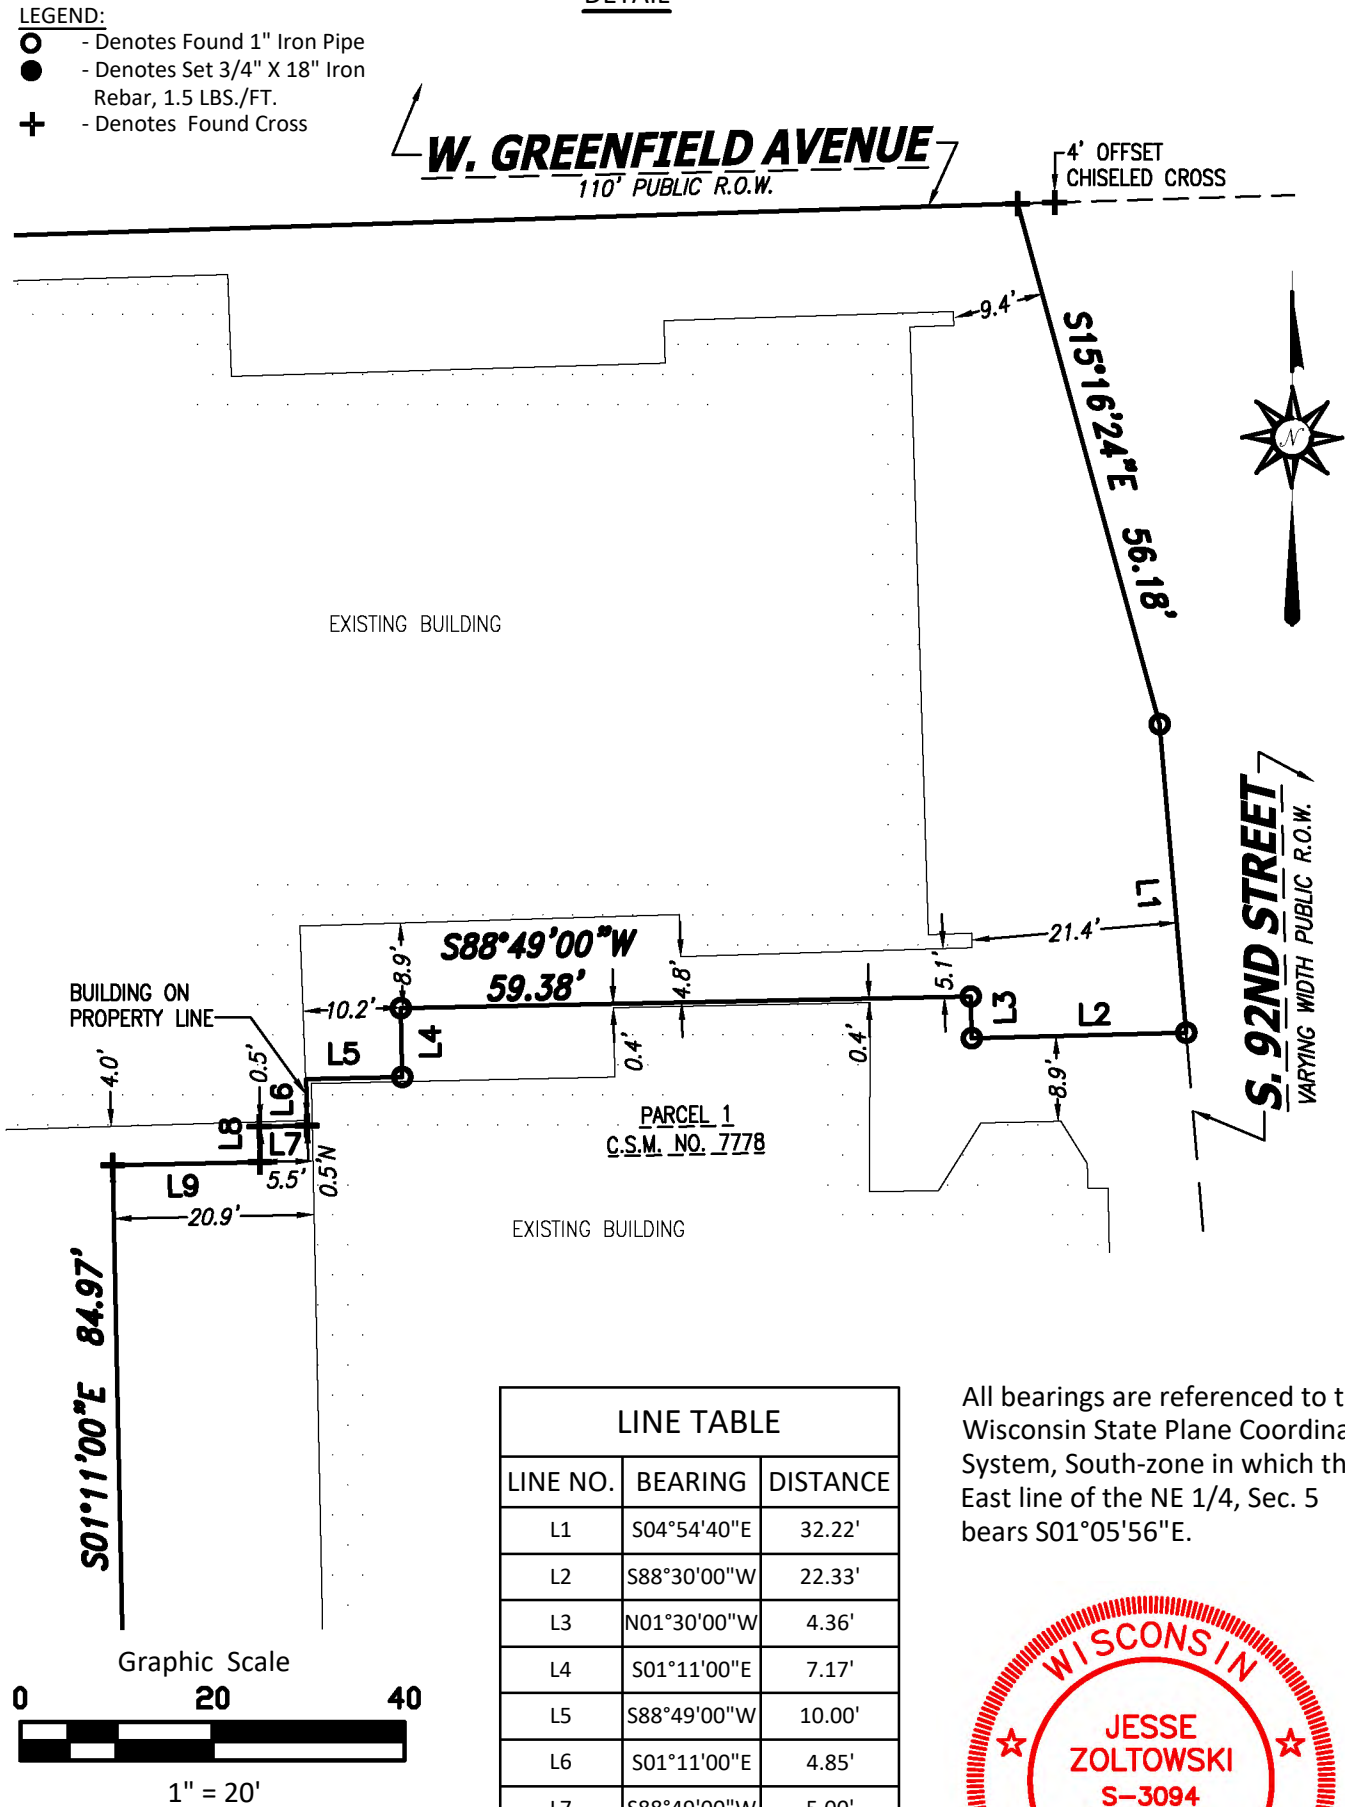 DETAIL
LEGEND:
- Denotes Found 1" Iron Pipe
- Denotes Set 3/4" X 18" Iron
Rebar, 1.5 LBS./FT.
- Denotes Found Cross
W. GREENFIELD AVENUE
110' PUBLIC R.O.W.
4' OFFSET
CHISELED CROSS
9.4'
S15°16'24"E 56.18'
N
EXISTING BUILDING
L1
S. 92ND STREET
VARYING WIDTH PUBLIC R.O.W.
21.4'
S88°49'00"W
59.38'
8.9'
4.8'
5.1'
BUILDING ON
PROPERTY LINE
10.2'
L3
L2
L4
L5
0.4'
0.4'
4.0'
0.5'
L6
8.9'
L8
L7
PARCEL 1
C.S.M. NO. 7778
L9
5.5'
0.5'N
20.9'
EXISTING BUILDING
S01°11'00"E 84.97'
LINE TABLE
LINE NO. BEARING DISTANCE
L1 S04°54'40"E 32.22'
L2 S88°30'00"W 22.33'
L3 N01°30'00"W 4.36'
L4 S01°11'00"E 7.17'
L5 S88°49'00"W 10.00'
L6 S01°11'00"E 4.85'
L7 S88°49'00"W 5.00'
All bearings are referenced to t
Wisconsin State Plane Coordina
System, South-zone in which th
East line of the NE 1/4, Sec. 5
bears S01°05'56"E.
Graphic Scale
0 20 40
1" = 20'
WISCONSIN
JESSE
ZOLTOWSKI
S-3094